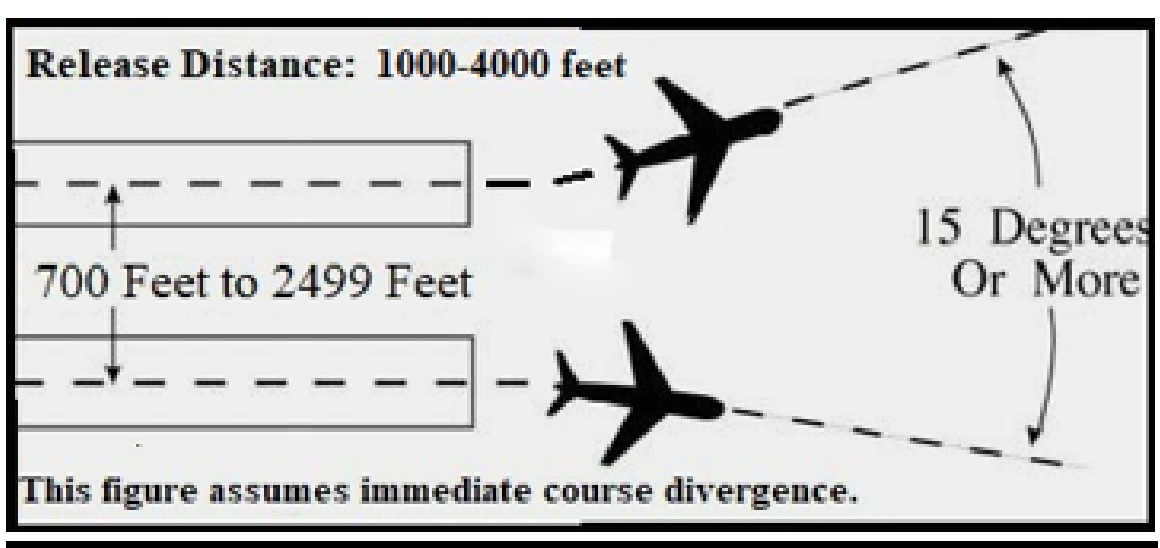 Release Distance: 1000-4000 feet
15 Degrees
Or More
700 Feet to 2499 Feet
This figure assumes immediate course divergence.